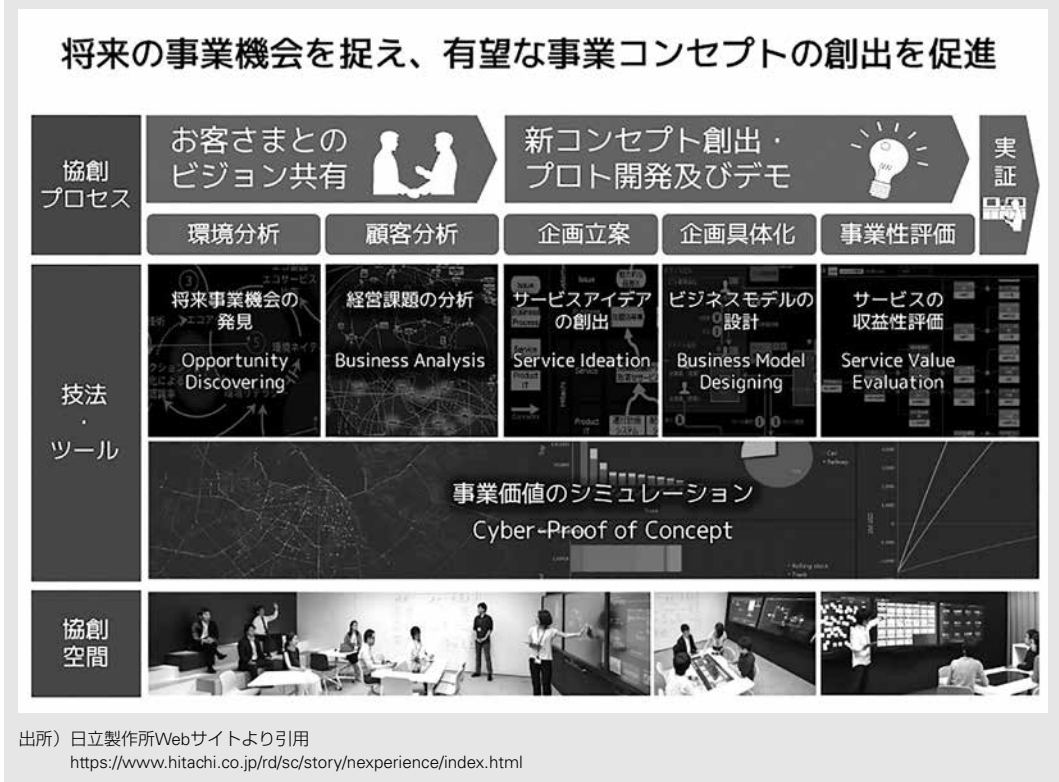 将来の事業機会を捉え、有望な事業コンセプトの創出を促進
協創
プロセス
お客さまとの
ビジョン共有
新コンセプト創出・
プロト開発及びデモ
実
証
環境分析
顧客分析
企画立案
企画具体化
事業性評価
技法
・
ツール
将来事業機会の
発見
Opportunity
Discovering
経営課題の分析
Business Analysis
サービスアイデア
の創出
Service Ideation
ビジネスモデルの
設計
Business Model
Designing
サービスの
収益性評価
Service Value
Evaluation
事業価値のシミュレーション
Cyber-Proof of Concept
協創
空間
出所）日立製作所Webサイトより引用
https://www.hitachi.co.jp/rd/sc/story/nexperience/index.html